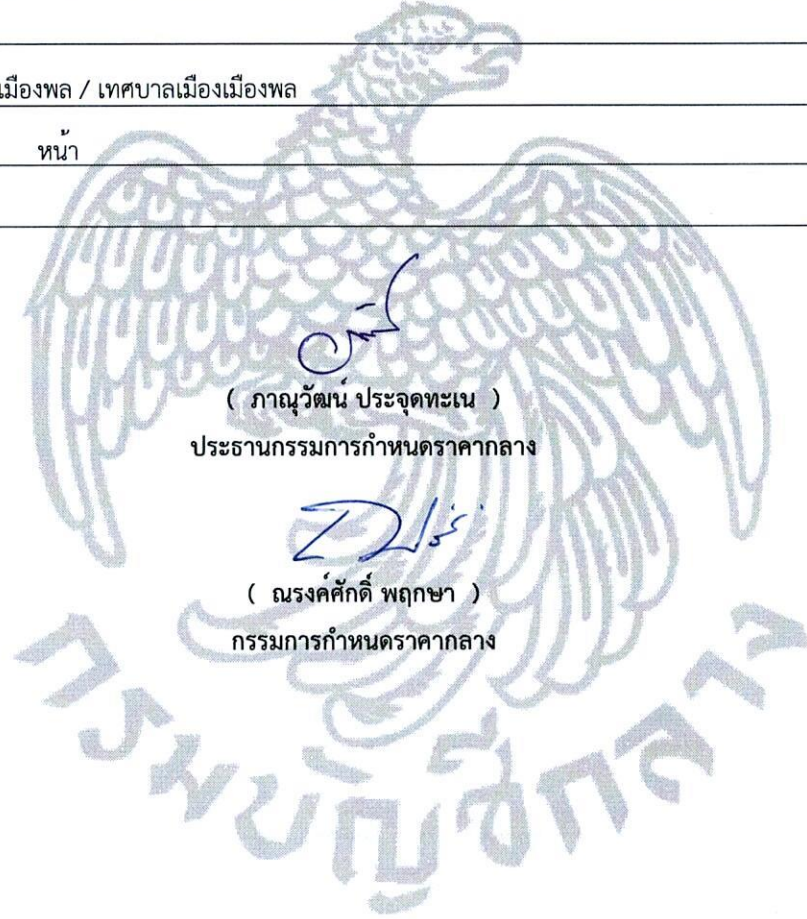 เมืองพล / เทศบาลเมืองเมืองพล
หน้า
( ภาณุวัฒน์ ประจุดทะเน )
ประธานกรรมการกำหนดราคากลาง
( ณรงค์ศักดิ์ พฤกษา )
กรรมการกำหนดราคากลาง
กรมบัญชีกลาง